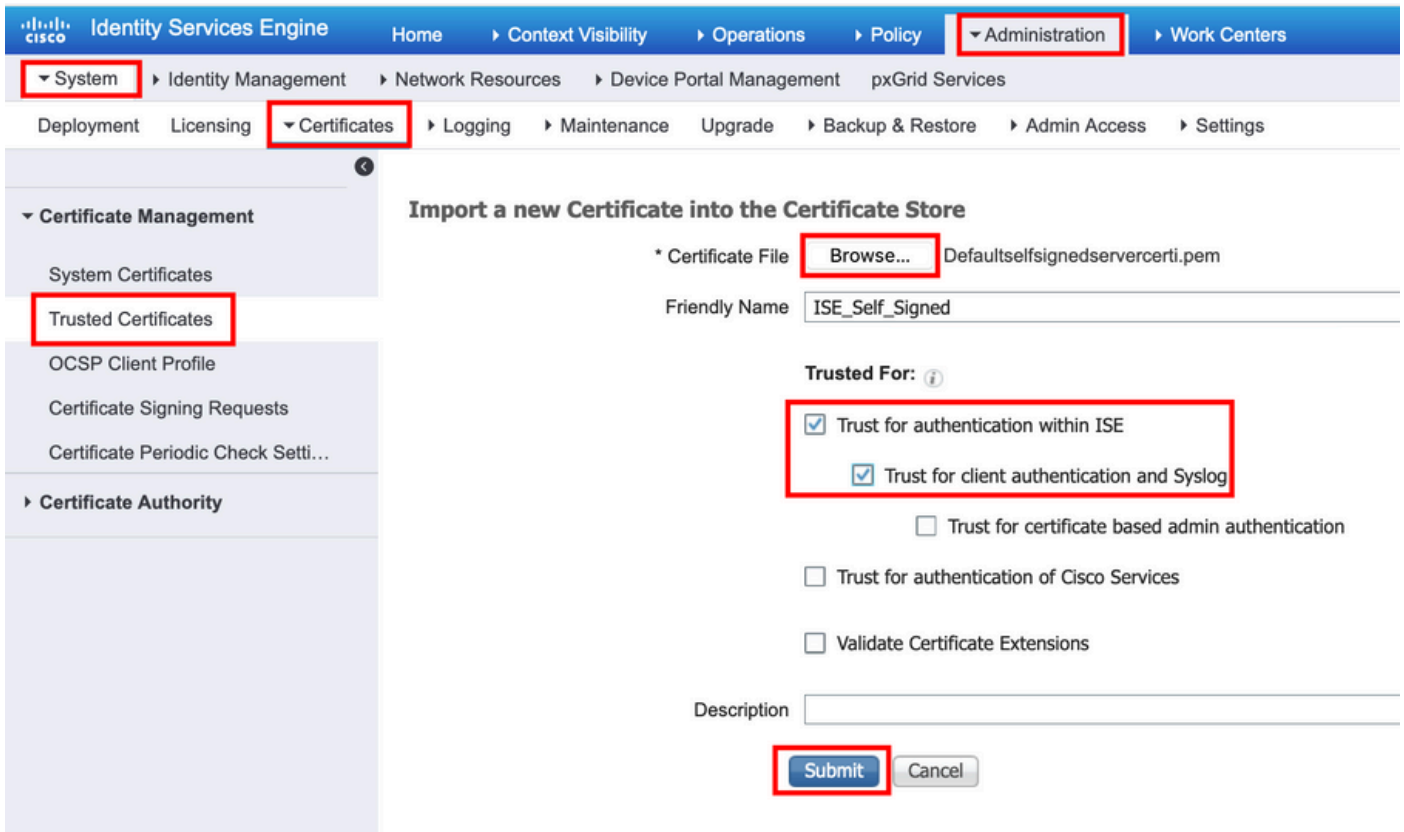 cisco Identity Services Engine Home Context Visibility Operations Policy Administration Work Centers
System Identity Management Network Resources Device Portal Management pxGrid Services
Deployment Licensing Certificates Logging Maintenance Upgrade Backup & Restore Admin Access Settings
Certificate Management
System Certificates
Trusted Certificates
OCSP Client Profile
Certificate Signing Requests
Certificate Periodic Check Setti...
Certificate Authority
Import a new Certificate into the Certificate Store
* Certificate File Browse... Defaultselfsignedservercerti.pem
Friendly Name ISE_Self_Signed
Trusted For: i
Trust for authentication within ISE
Trust for client authentication and Syslog
Trust for certificate based admin authentication
Trust for authentication of Cisco Services
Validate Certificate Extensions
Description
Submit Cancel